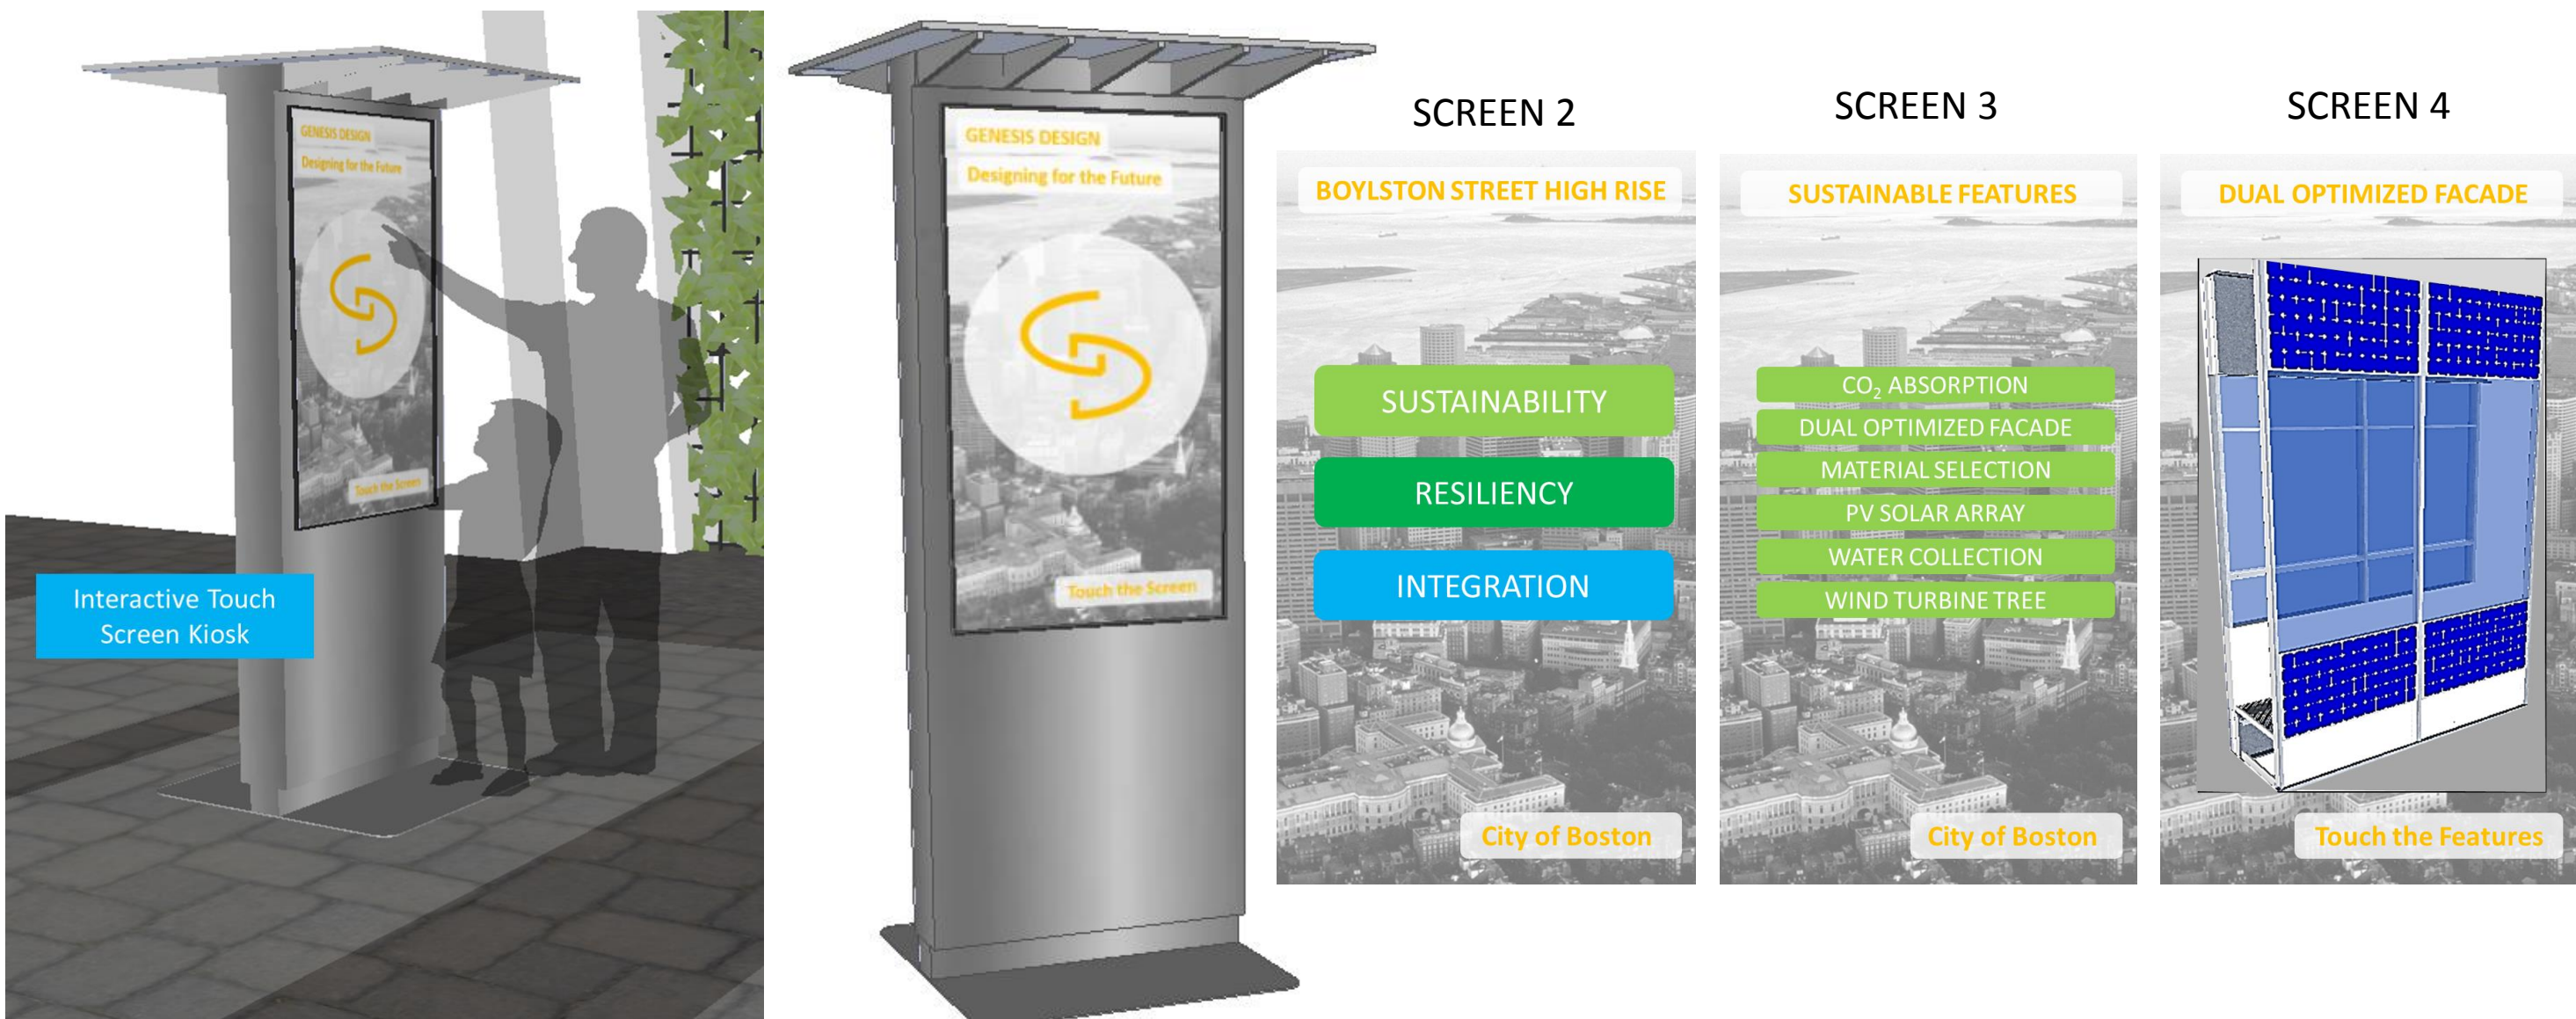 GENESIS DESIGN
Designing for the Future
Touch the Screen
Interactive Touch
Screen Kiosk
GENESIS DESIGN
Designing for the Future
Touch the Screen
SCREEN 2
BOYLSTON STREET HIGH RISE
SUSTAINABILITY
RESILIENCY
INTEGRATION
City of Boston
SCREEN 3
SUSTAINABLE FEATURES
CO₂ ABSORPTION
DUAL OPTIMIZED FACADE
MATERIAL SELECTION
PV SOLAR ARRAY
WATER COLLECTION
WIND TURBINE TREE
City of Boston
SCREEN 4
DUAL OPTIMIZED FACADE
Touch the Features